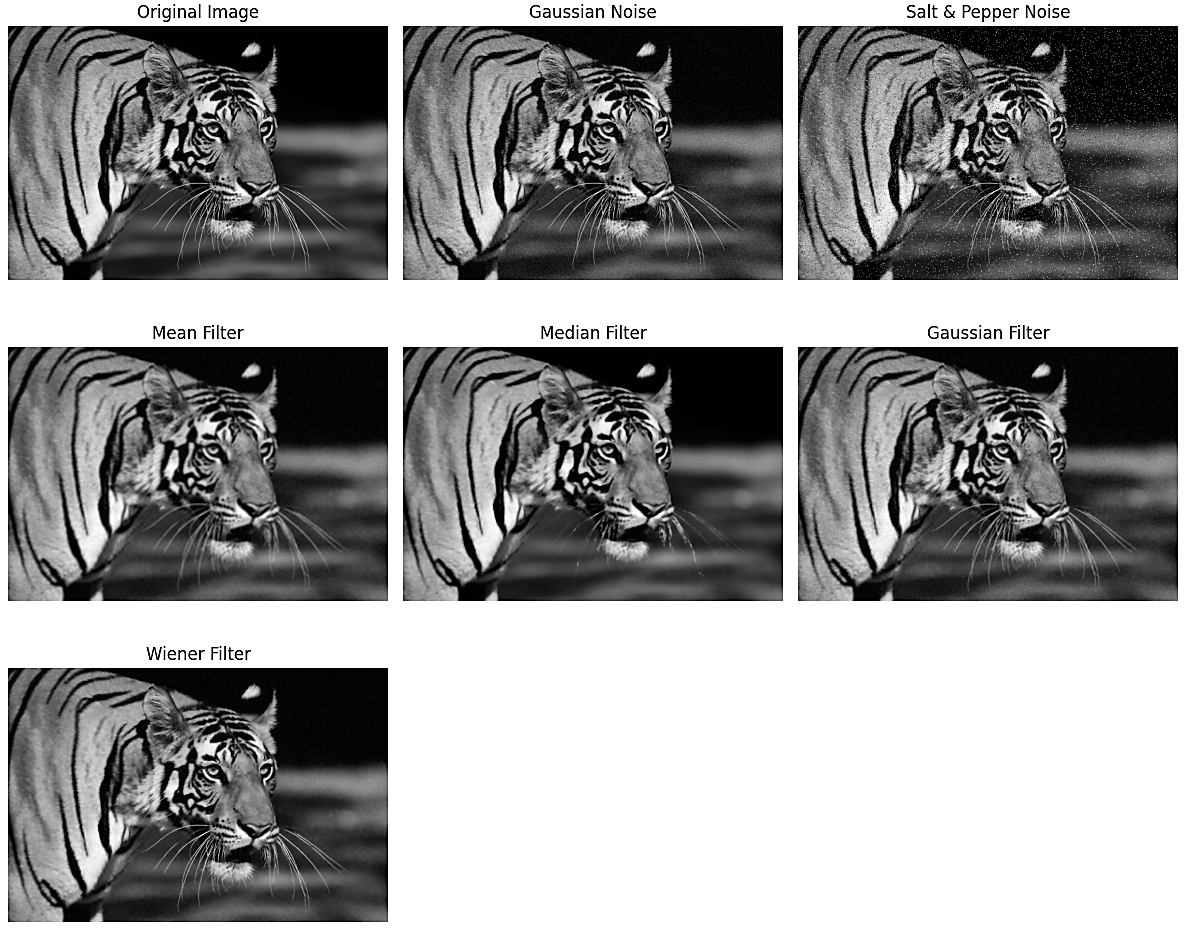 Original Image
Gaussian Noise
Salt & Pepper Noise
Mean Filter
Median Filter
Gaussian Filter
Wiener Filter